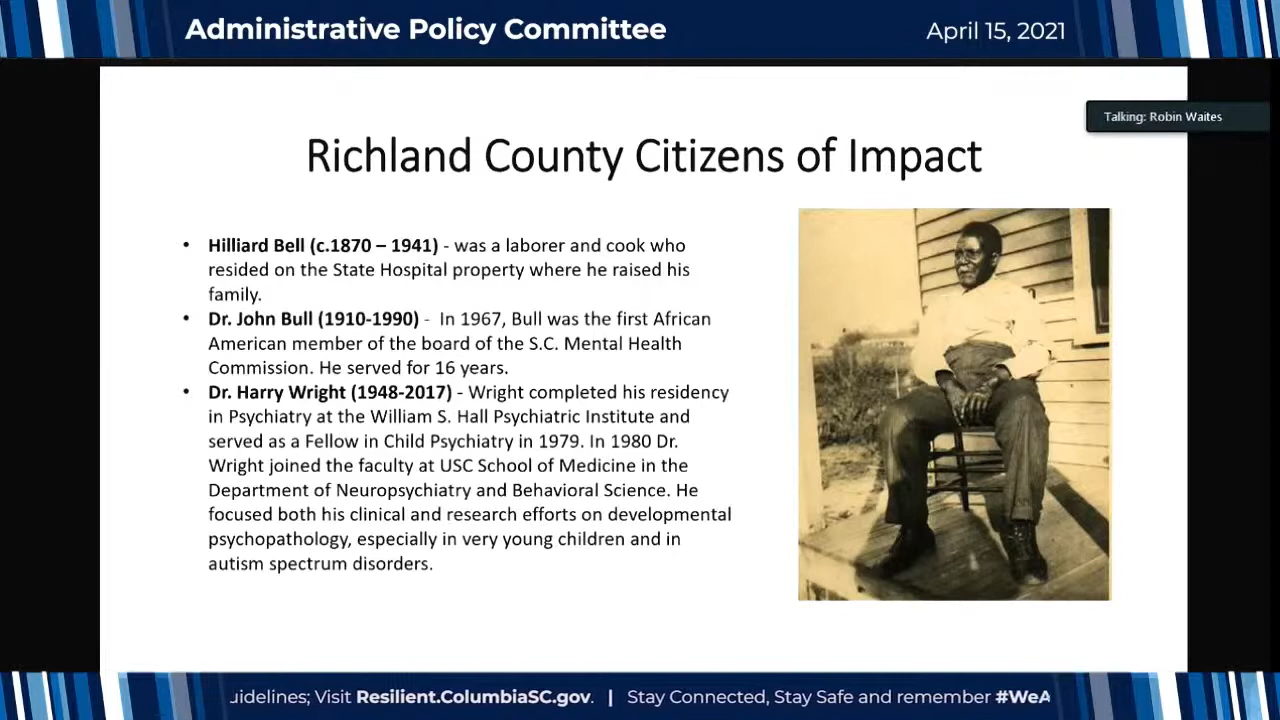 Administrative Policy Committee
April 15, 2021
Talking: Robin Waites
Richland County Citizens of Impact
• Hilliard Bell (c.1870 – 1941) - was a laborer and cook who
resided on the State Hospital property where he raised his
family.
• Dr. John Bull (1910-1990) - In 1967, Bull was the first African
American member of the board of the S.C. Mental Health
Commission. He served for 16 years.
• Dr. Harry Wright (1948-2017) - Wright completed his residency
in Psychiatry at the William S. Hall Psychiatric Institute and
served as a Fellow in Child Psychiatry in 1979. In 1980 Dr.
Wright joined the faculty at USC School of Medicine in the
Department of Neuropsychiatry and Behavioral Science. He
focused both his clinical and research efforts on developmental
psychopathology, especially in very young children and in
autism spectrum disorders.
uidelines; Visit Resilient.ColumbiaSC.gov. | Stay Connected, Stay Safe and remember #WeA